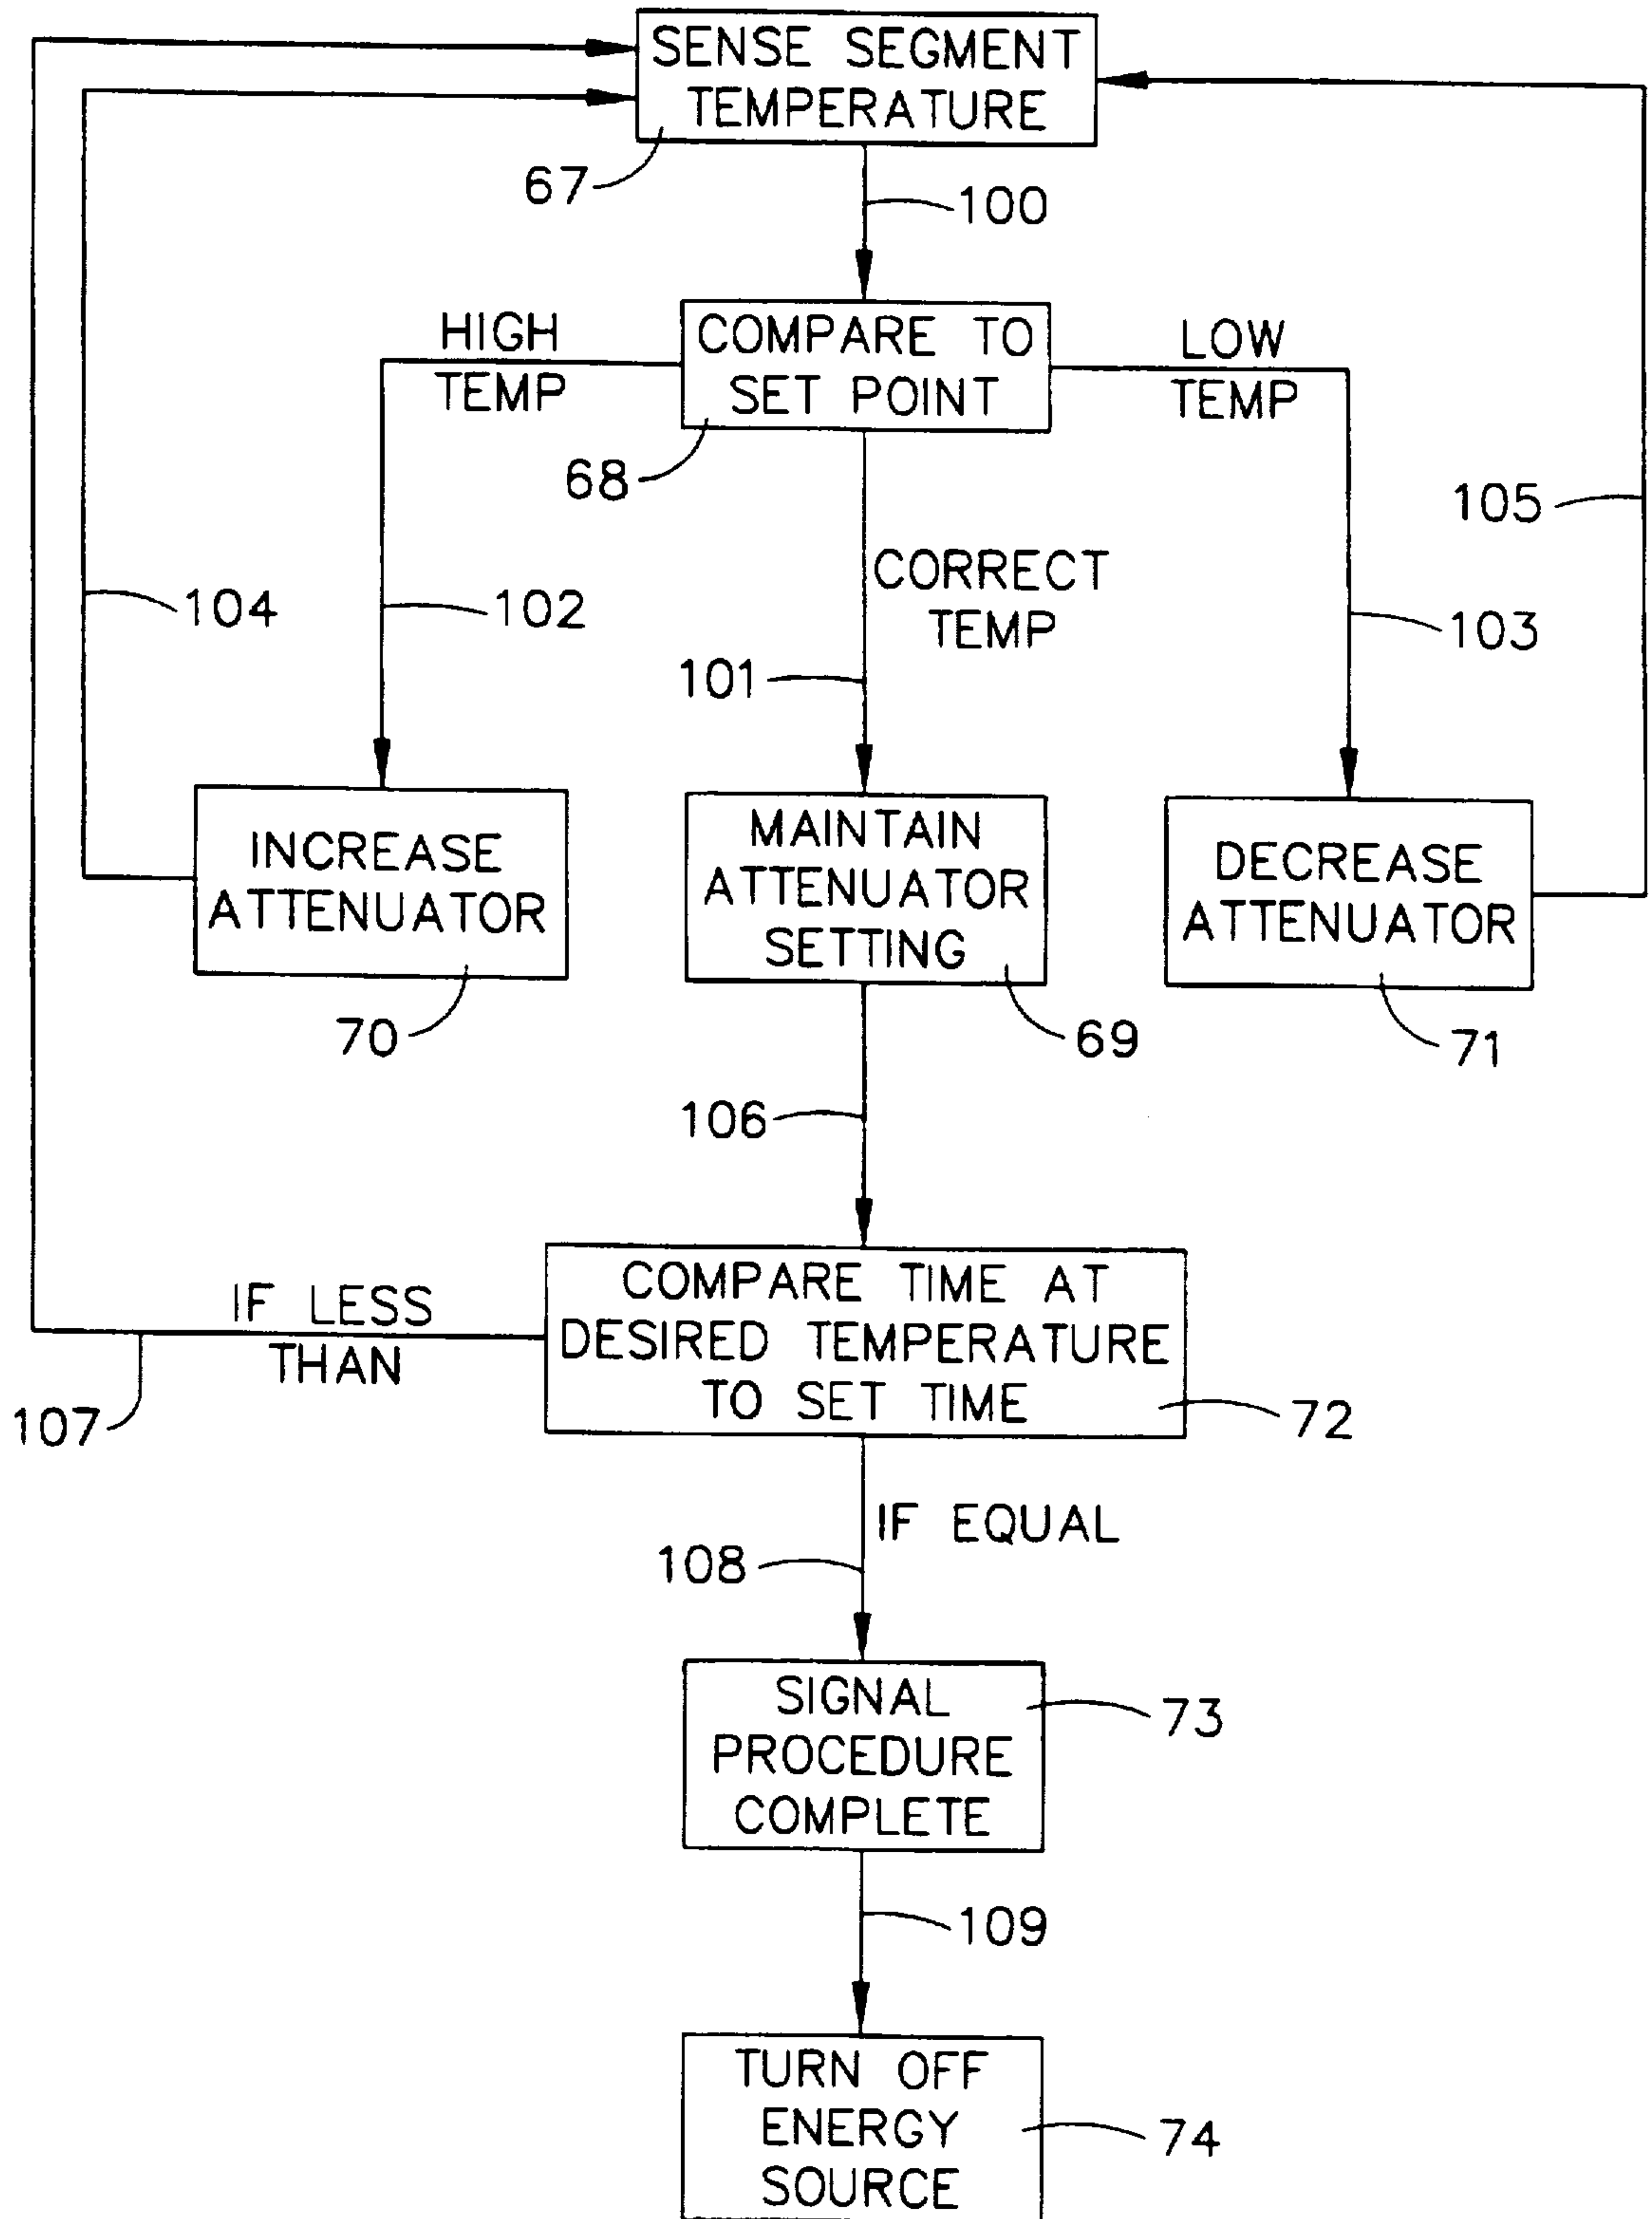 SENSE SEGMENT
TEMPERATURE
67
100
HIGH
TEMP
COMPARE TO
SET POINT
LOW
TEMP
68
105
CORRECT
TEMP
104
102
103
101
INCREASE
ATTENUATOR
MAINTAIN
ATTENUATOR
SETTING
DECREASE
ATTENUATOR
70
69
71
106
COMPARE TIME AT
DESIRED TEMPERATURE
TO SET TIME
IF LESS
THAN
107
72
IF EQUAL
108
SIGNAL
PROCEDURE
COMPLETE
73
109
TURN OFF
ENERGY
SOURCE
74